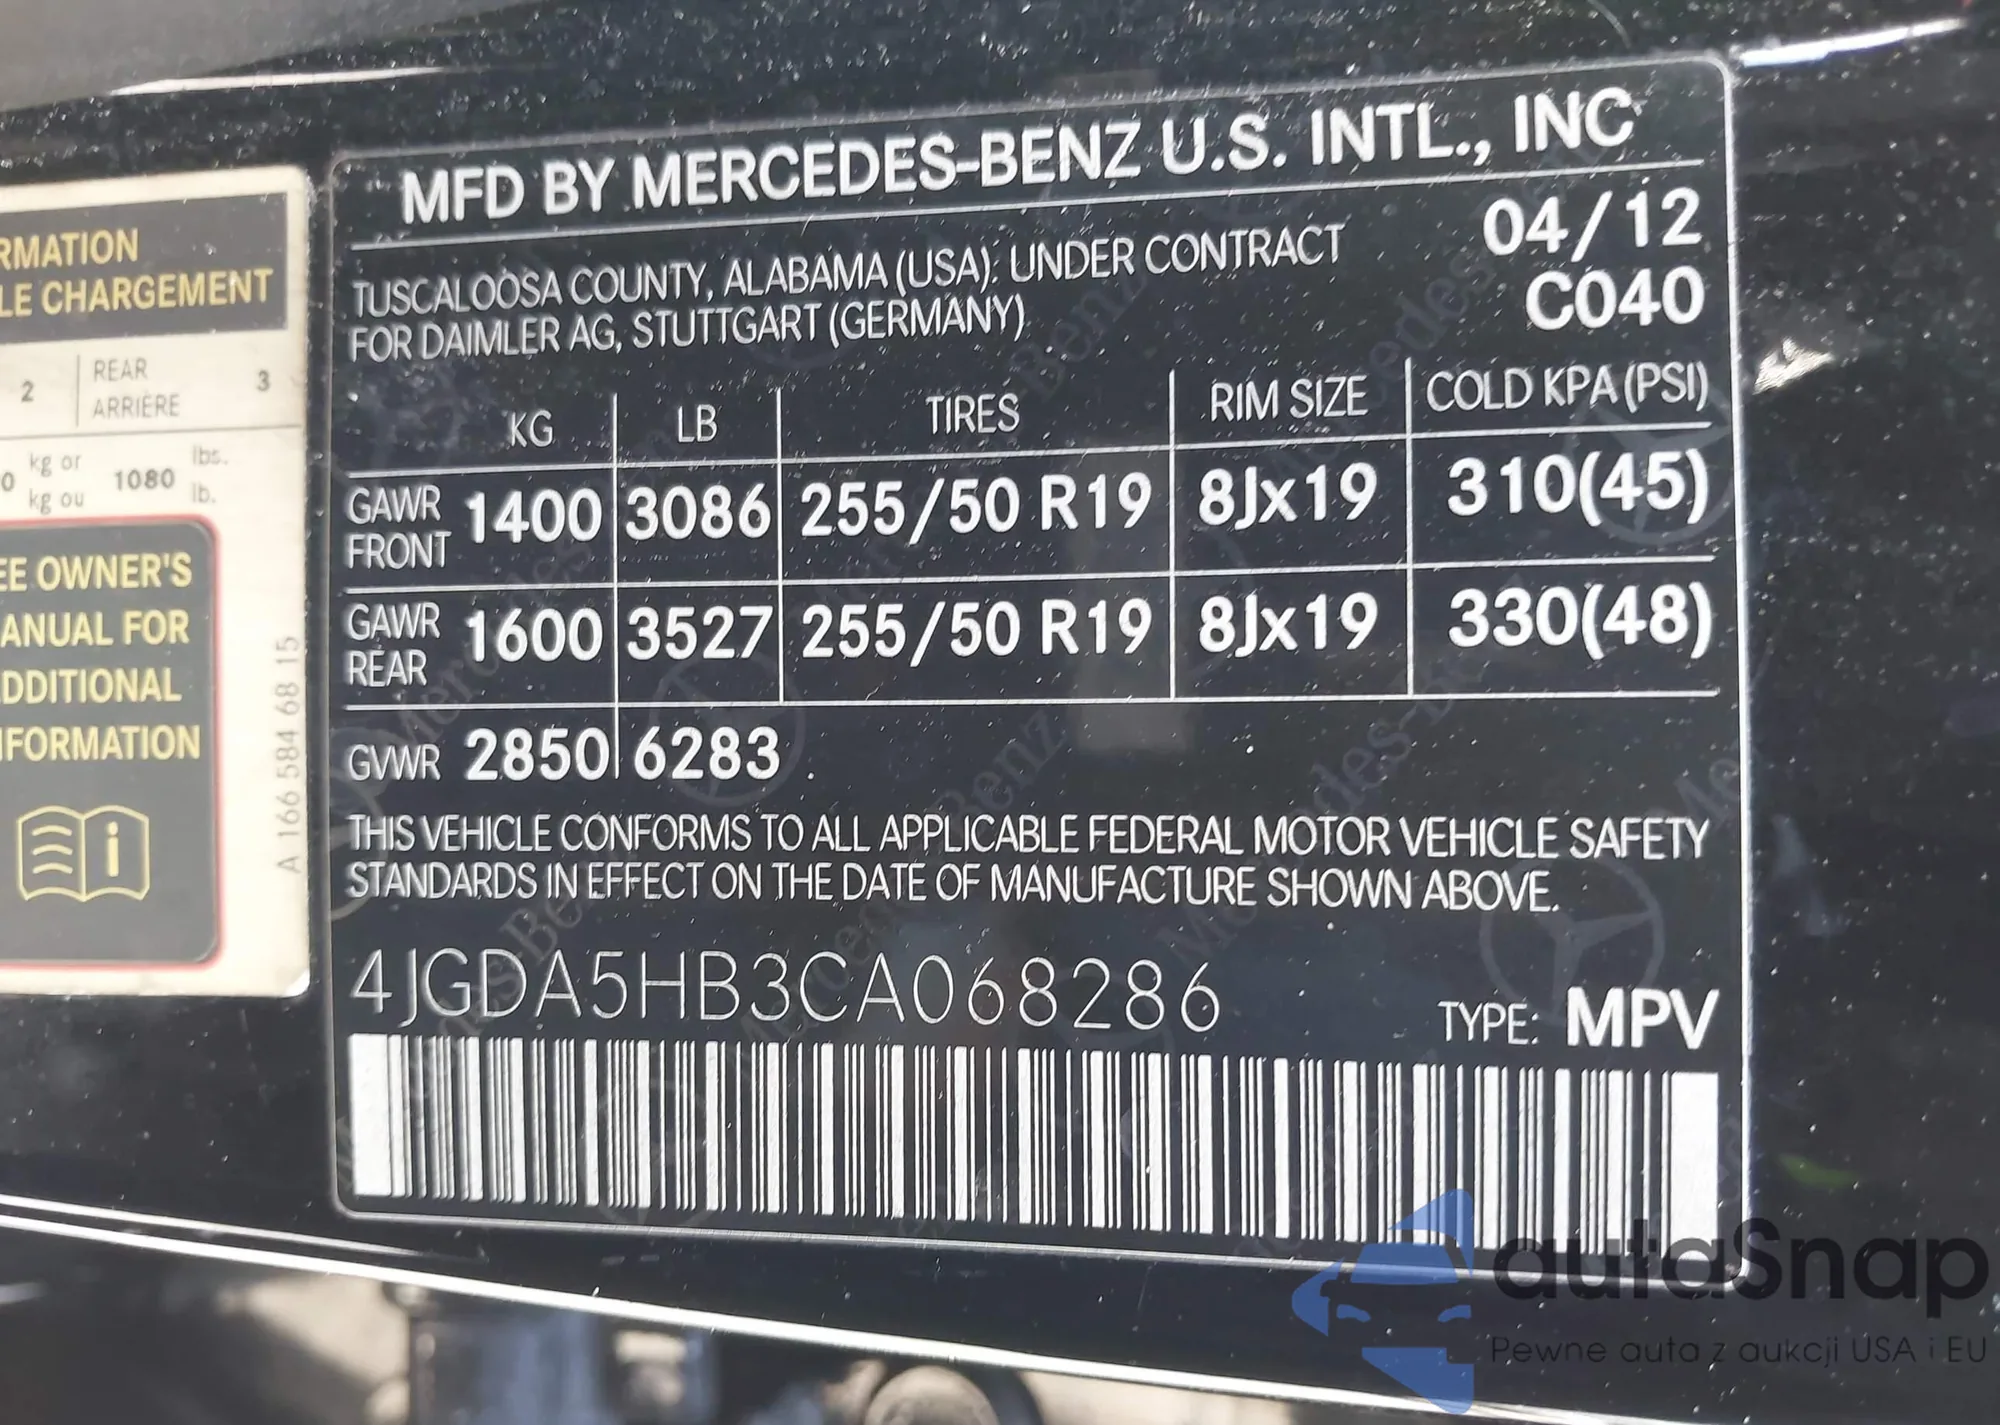 RMATION
LE CHARGEMENT
2 REAR 3
ARRIÈRE
0 kg or 1080 lbs.
kg ou lb.
EE OWNER'S
ANUAL FOR
DDITIONAL
FORMATION
A 166 584 68 15
MFD BY MERCEDES-BENZ U.S. INTL., INC
TUSCALOOSA COUNTY, ALABAMA (USA); UNDER CONTRACT 04/12
FOR DAIMLER AG, STUTTGART (GERMANY) C040
KG LB TIRES RIM SIZE COLD KPA (PSI)
GAWR FRONT 1400 3086 255/50 R19 8Jx19 310(45)
GAWR REAR 1600 3527 255/50 R19 8Jx19 330(48)
GVWR 2850 6283 .
THIS VEHICLE CONFORMS TO ALL APPLICABLE FEDERAL MOTOR VEHICLE SAFETY
STANDARDS IN EFFECT ON THE DATE OF MANUFACTURE SHOWN ABOVE.
4JGDA5HB3CA068286
TYPE: MPV
autaSnap
Pewne auta z aukcji USA i EU